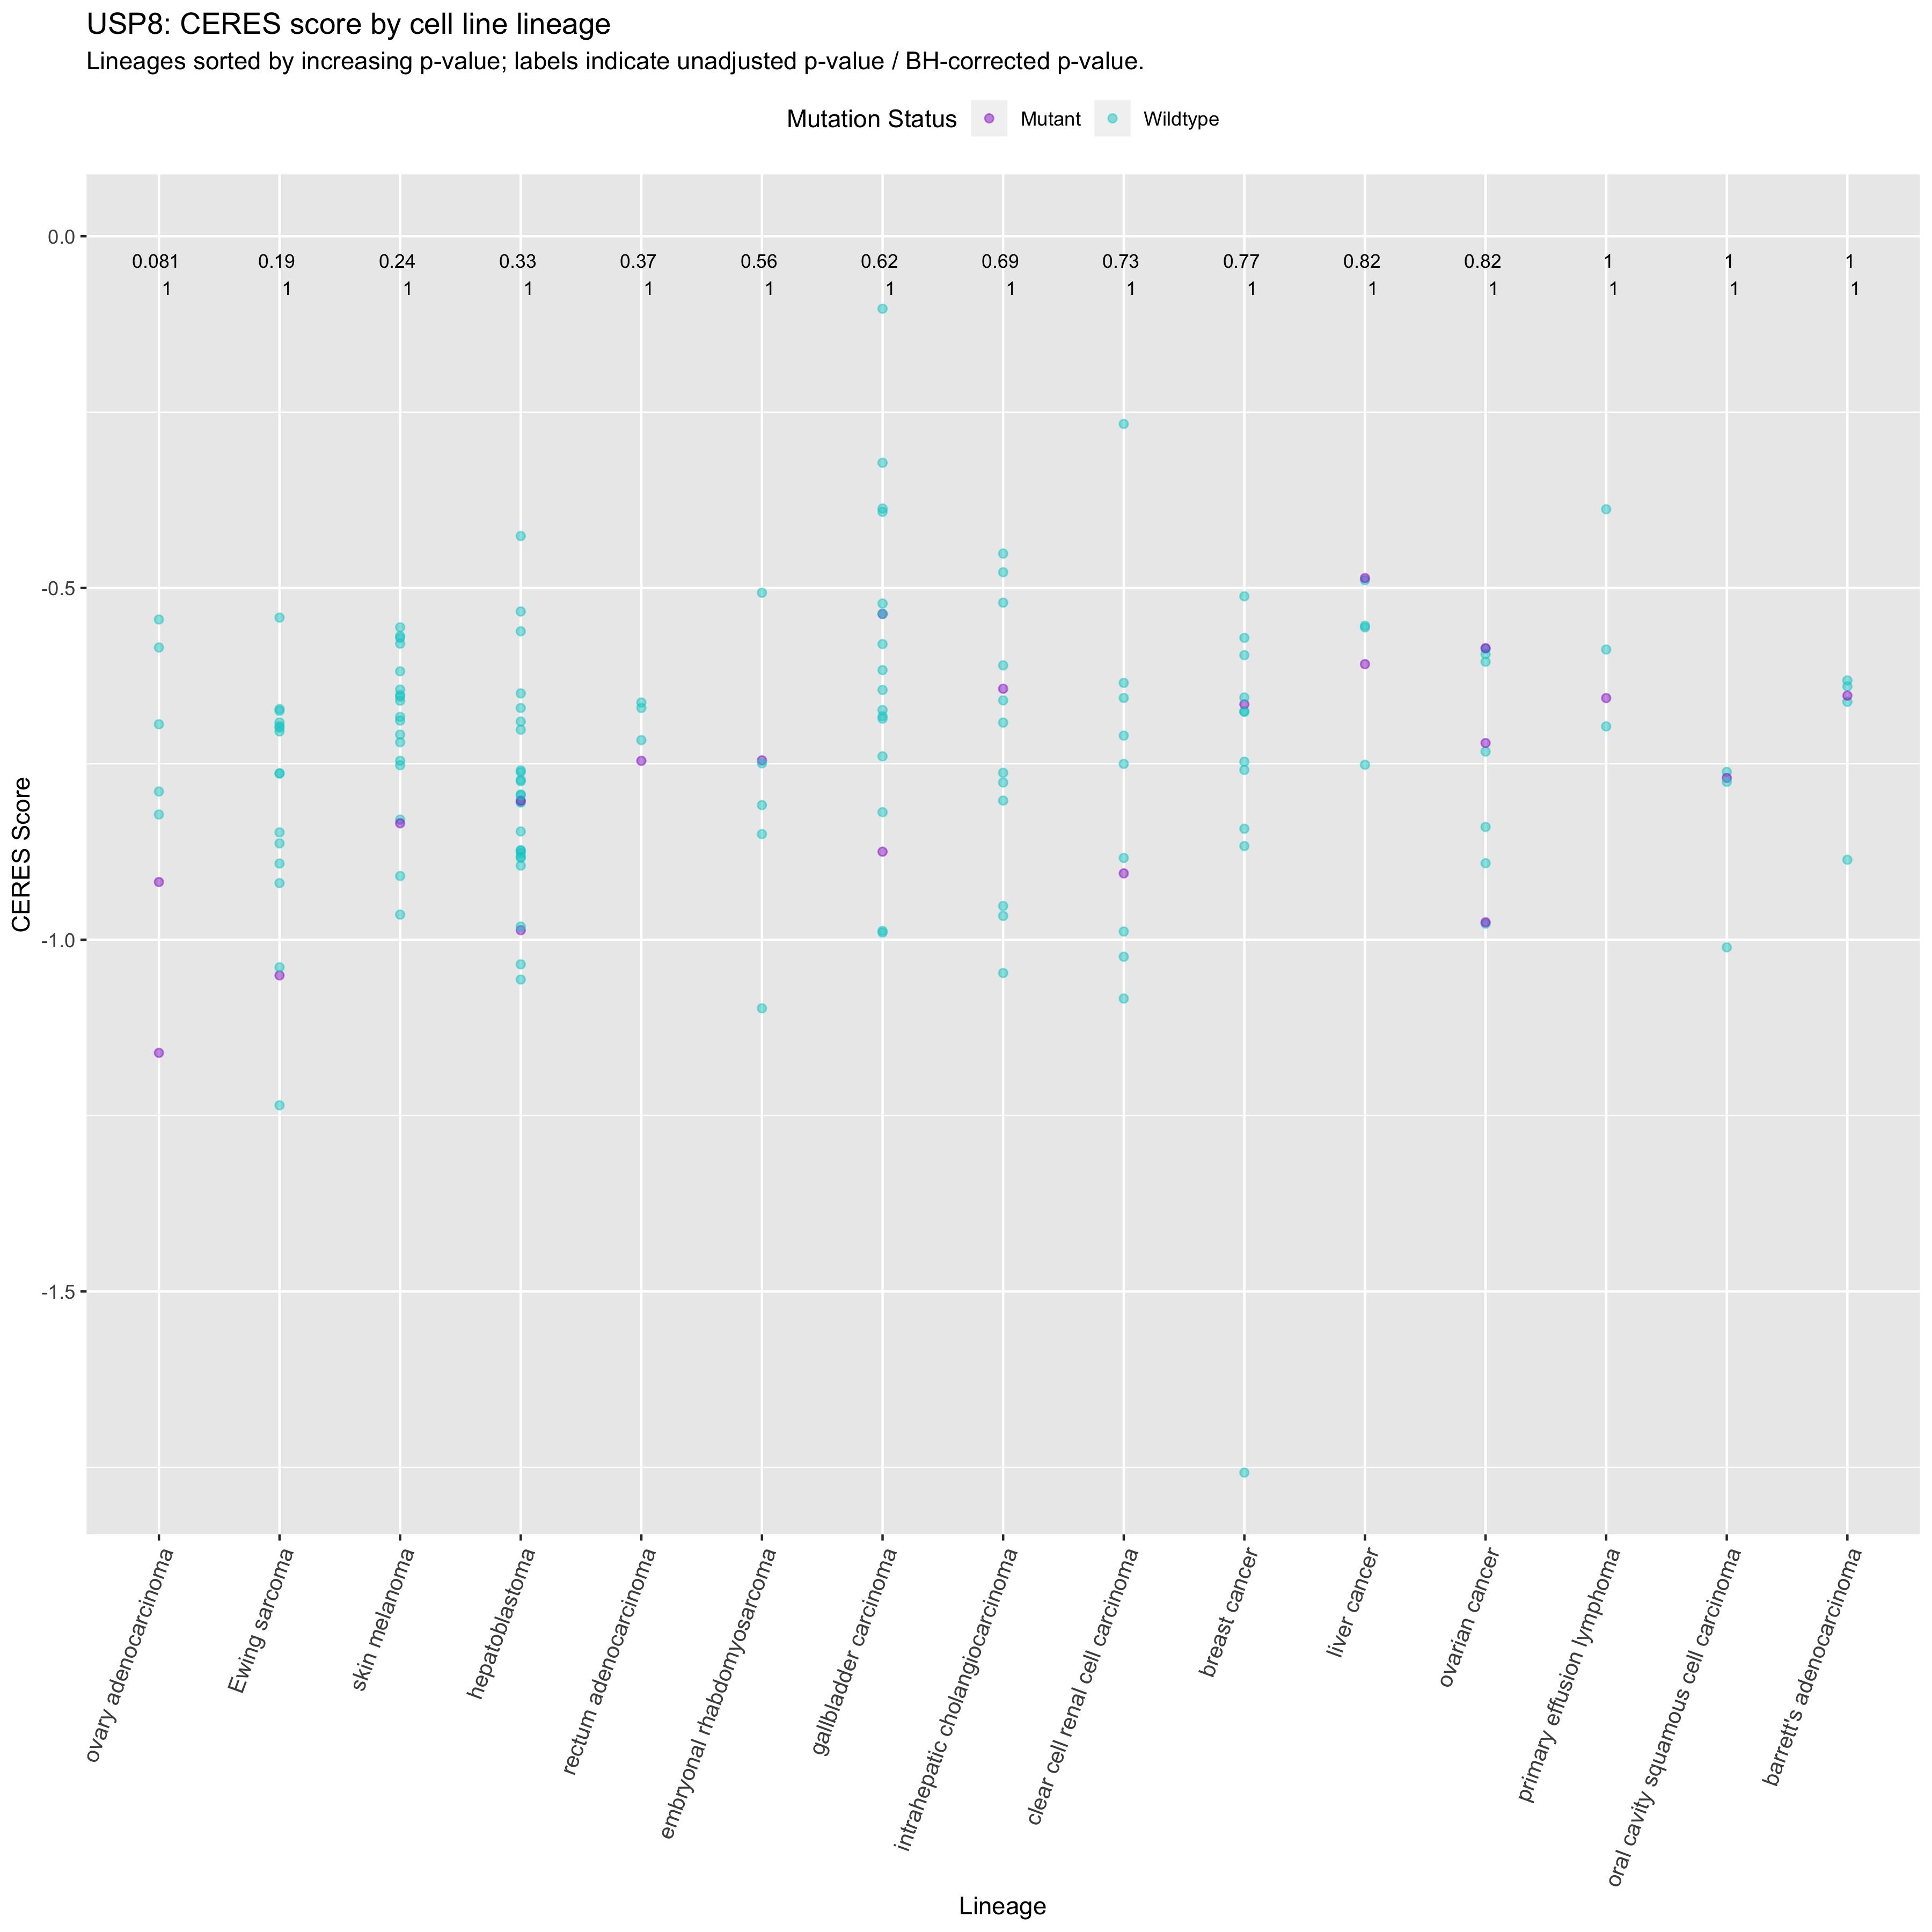 USP8: CERES score by cell line lineage
Lineages sorted by increasing p-value; labels indicate unadjusted p-value / BH-corrected p-value.
Mutation Status Mutant Wildtype
0.0
0.081 0.19 0.24 0.33 0.37 0.56 0.62 0.69 0.73 0.77 0.82 0.82 1 1 1
1 1 1 1 1 1 1 1 1 1 1 1 1 1 1
-0.5
-1.0
-1.5
CERES Score
ovary adenocarcinoma
Ewing sarcoma
skin melanoma
hepatoblastoma
rectum adenocarcinoma
embryonal rhabdomyosarcoma
gallbladder carcinoma
intrahepatic cholangiocarcinoma
clear cell renal cell carcinoma
breast cancer
liver cancer
ovarian cancer
primary effusion lymphoma
oral cavity squamous cell carcinoma
barrett's adenocarcinoma
Lineage